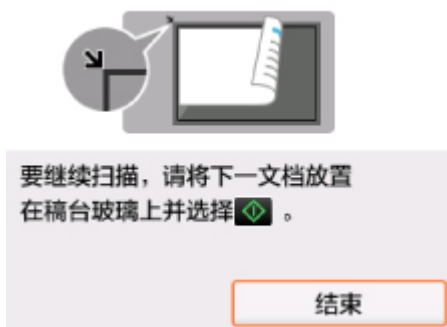 要继续扫描，请将下一文档放置
在稿台玻璃上并选择 。
结束